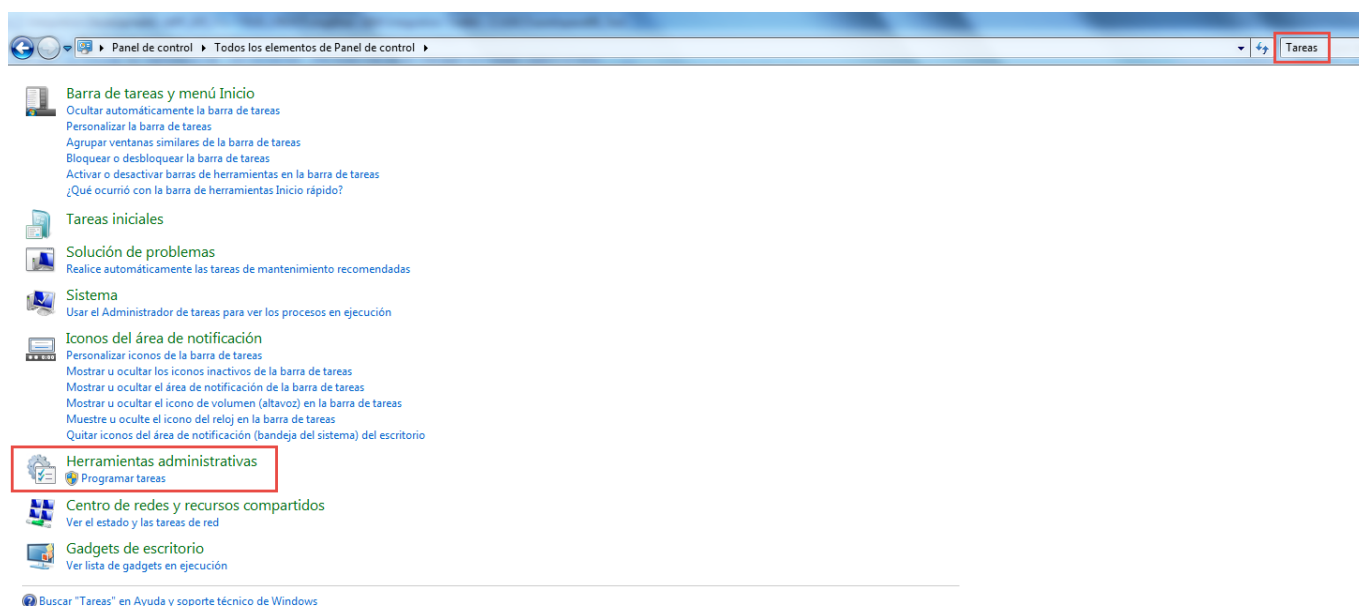 Panel de control Todos los elementos de Panel de control
Tareas
Barra de tareas y menú Inicio
Ocultar automáticamente la barra de tareas
Personalizar la barra de tareas
Agrupar ventanas similares de la barra de tareas
Bloquear o desbloquear la barra de tareas
Activar o desactivar barras de herramientas en la barra de tareas
¿Qué ocurrió con la barra de herramientas Inicio rápido?
Tareas iniciales
Solución de problemas
Realice automáticamente las tareas de mantenimiento recomendadas
Sistema
Usar el Administrador de tareas para ver los procesos en ejecución
Iconos del área de notificación
Personalizar iconos de la barra de tareas
Mostrar u ocultar los iconos inactivos de la barra de tareas
Mostrar u ocultar el área de notificación de la barra de tareas
Mostrar u ocultar el icono de volumen (altavoz) en la barra de tareas
Muestre u oculte el icono del reloj en la barra de tareas
Quitar iconos del área de notificación (bandeja del sistema) del escritorio
Herramientas administrativas
Programar tareas
Centro de redes y recursos compartidos
Ver el estado y las tareas de red
Gadgets de escritorio
Ver lista de gadgets en ejecución
Buscar "Tareas" en Ayuda y soporte técnico de Windows